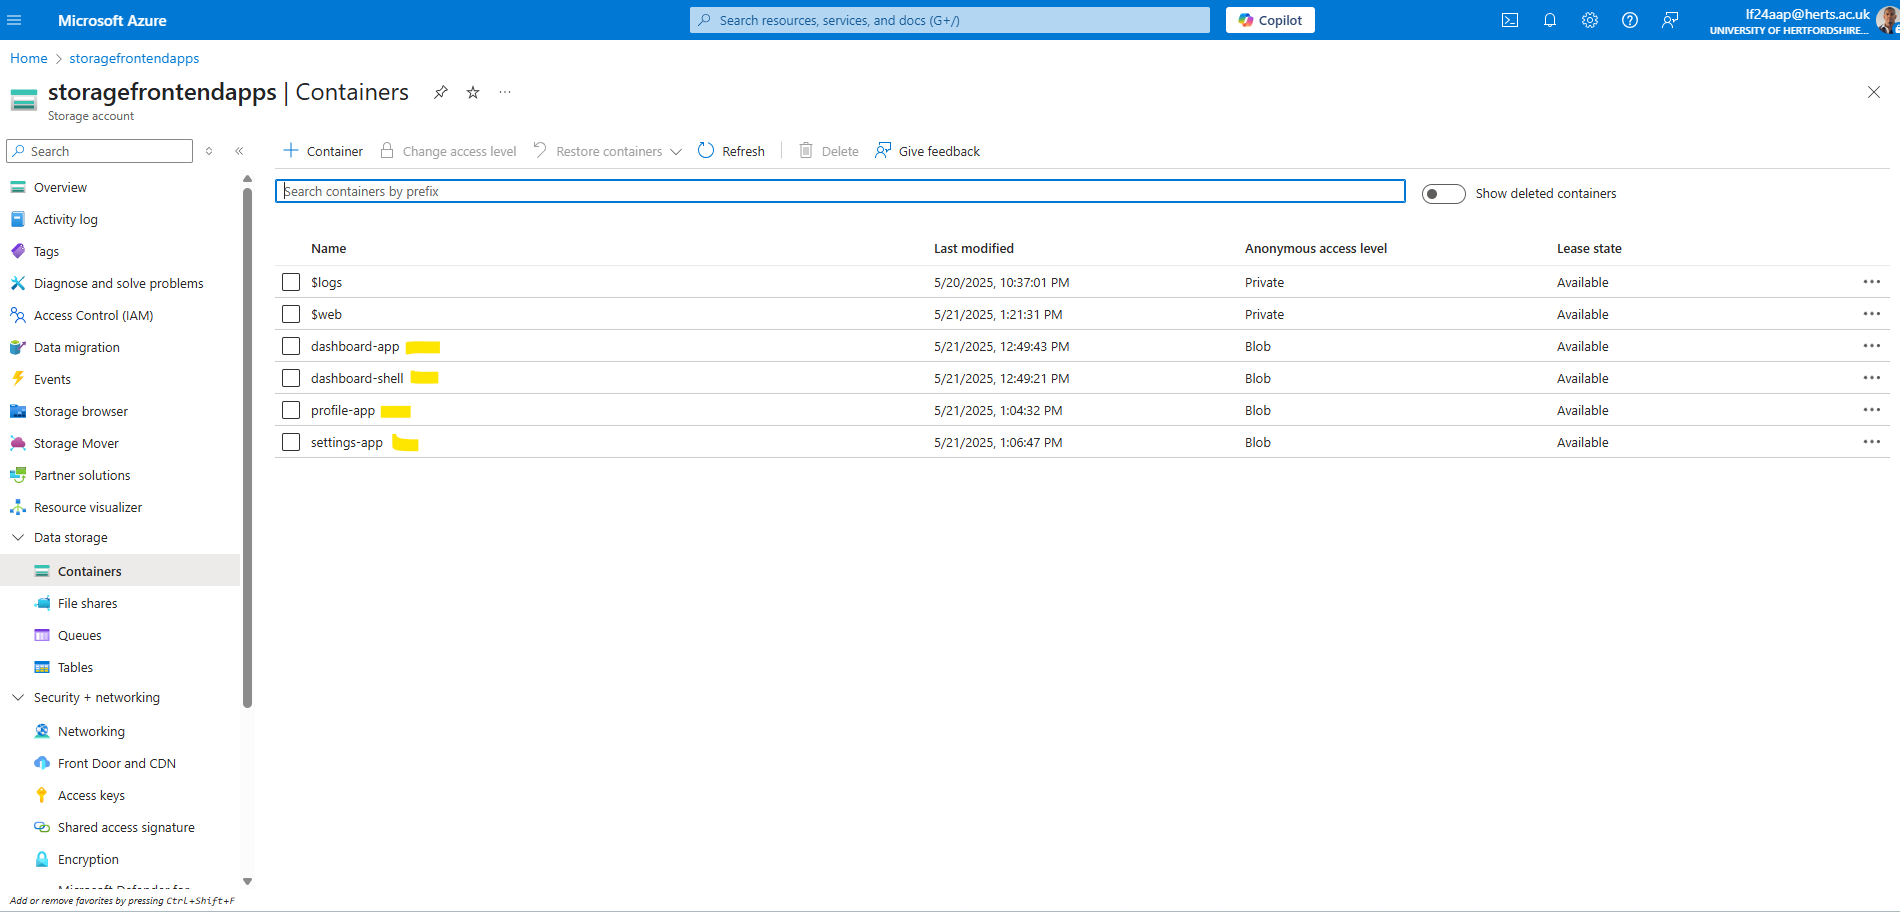 Microsoft Azure
Search resources, services, and docs (G+/)
Copilot
lf24aap@herts.ac.uk
UNIVERSITY OF HERTFORDSHIRE...
Home > storagefrontendapps
storagefrontendapps | Containers
Storage account
Search
Container
Change access level
Restore containers
Refresh
Delete
Give feedback
Search containers by prefix
Show deleted containers
Overview
Activity log
Tags
Diagnose and solve problems
Access Control (IAM)
Data migration
Events
Storage browser
Storage Mover
Partner solutions
Resource visualizer
Data storage
Containers
File shares
Queues
Tables
Security + networking
Networking
Front Door and CDN
Access keys
Shared access signature
Encryption
Microsoft Defender for
Add or remove favorites by pressing Ctrl+Shift+F
Name Last modified Anonymous access level Lease state
$logs 5/20/2025, 10:37:01 PM Private Available
$web 5/21/2025, 1:21:31 PM Private Available
dashboard-app 5/21/2025, 12:49:43 PM Blob Available
dashboard-shell 5/21/2025, 12:49:21 PM Blob Available
profile-app 5/21/2025, 1:04:32 PM Blob Available
settings-app 5/21/2025, 1:06:47 PM Blob Available